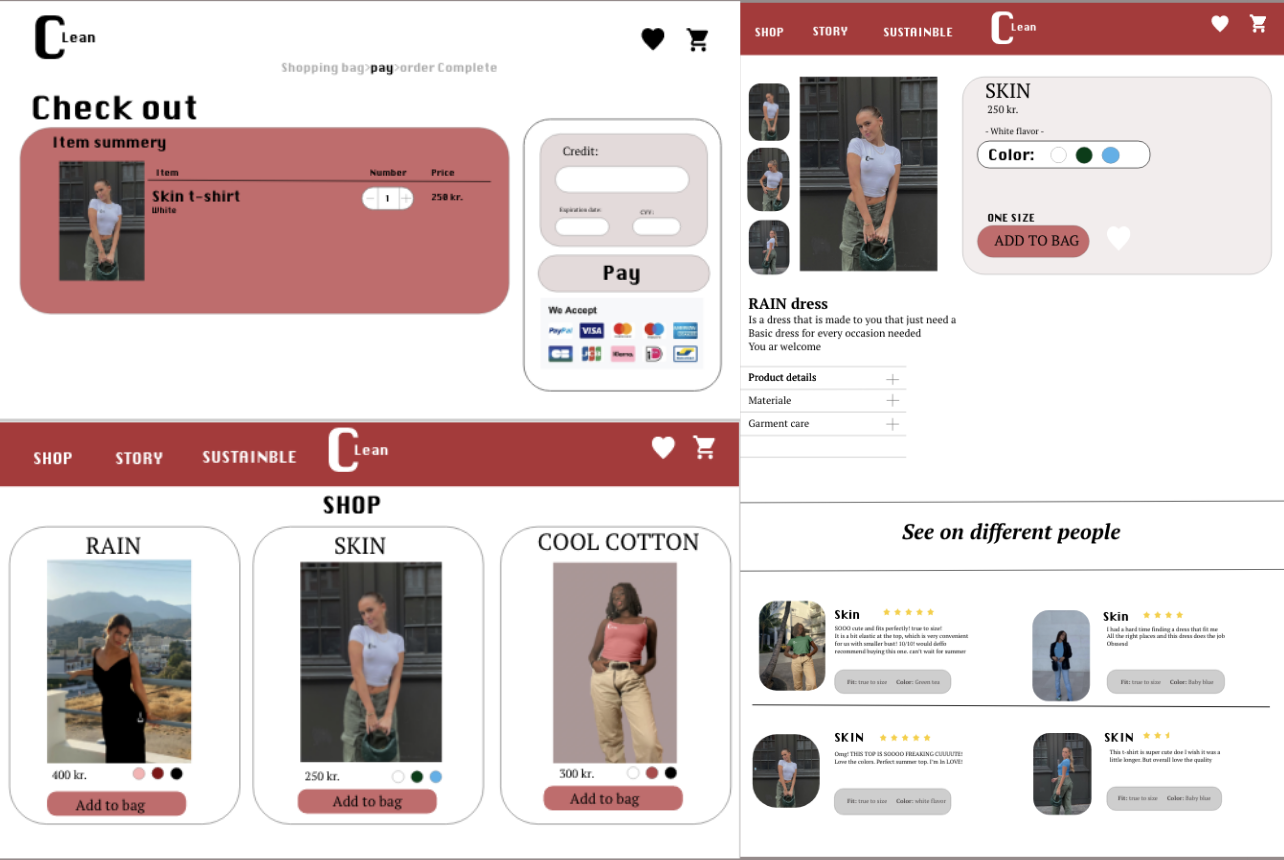 C Lean
Shopping bag>pay>order Complete
Check out
Item summery
Item Number Price
Skin t-shirt 1 250 kr.
White
Credit:
Expiration date: CVV:
Pay
We Accept
PayPal VISA
JCB Klarna. iD
SHOP STORY SUSTAINBLE C Lean
SHOP
RAIN
400 kr.
Add to bag
SKIN
250 kr.
Add to bag
COOL COTTON
300 kr.
Add to bag
SHOP STORY SUSTAINBLE C Lean
SKIN
250 kr.
- White flavor -
Color:
ONE SIZE
ADD TO BAG
RAIN dress
Is a dress that is made to you that just need a
Basic dress for every occasion needed
You ar welcome
Product details
Materiale
Garment care
See on different people
Skin
SOOO cute and fits perfectly! true to size!
It is a bit elastic at the top, which is very convenient
for us with smaller bust! 10/10! would deffo
recommend buying this one. can't wait for summer
Fit: true to size Color: Green tea
Skin
I had a hard time finding a dress that fit me
All the right places and this dress does the job
Obsessd
Fit: true to size Color: Baby blue
SKIN
Omg! THIS TOP IS SOOOO FREAKING CUUUUTE!
Love the colors. Perfect summer top. I'm In LOVE!
Fit: true to size Color: white flavor
SKIN
This t-shirt is super cute doe I wish it was a
little longer. But overall love the quality
Fit: true to size Color: Baby blue